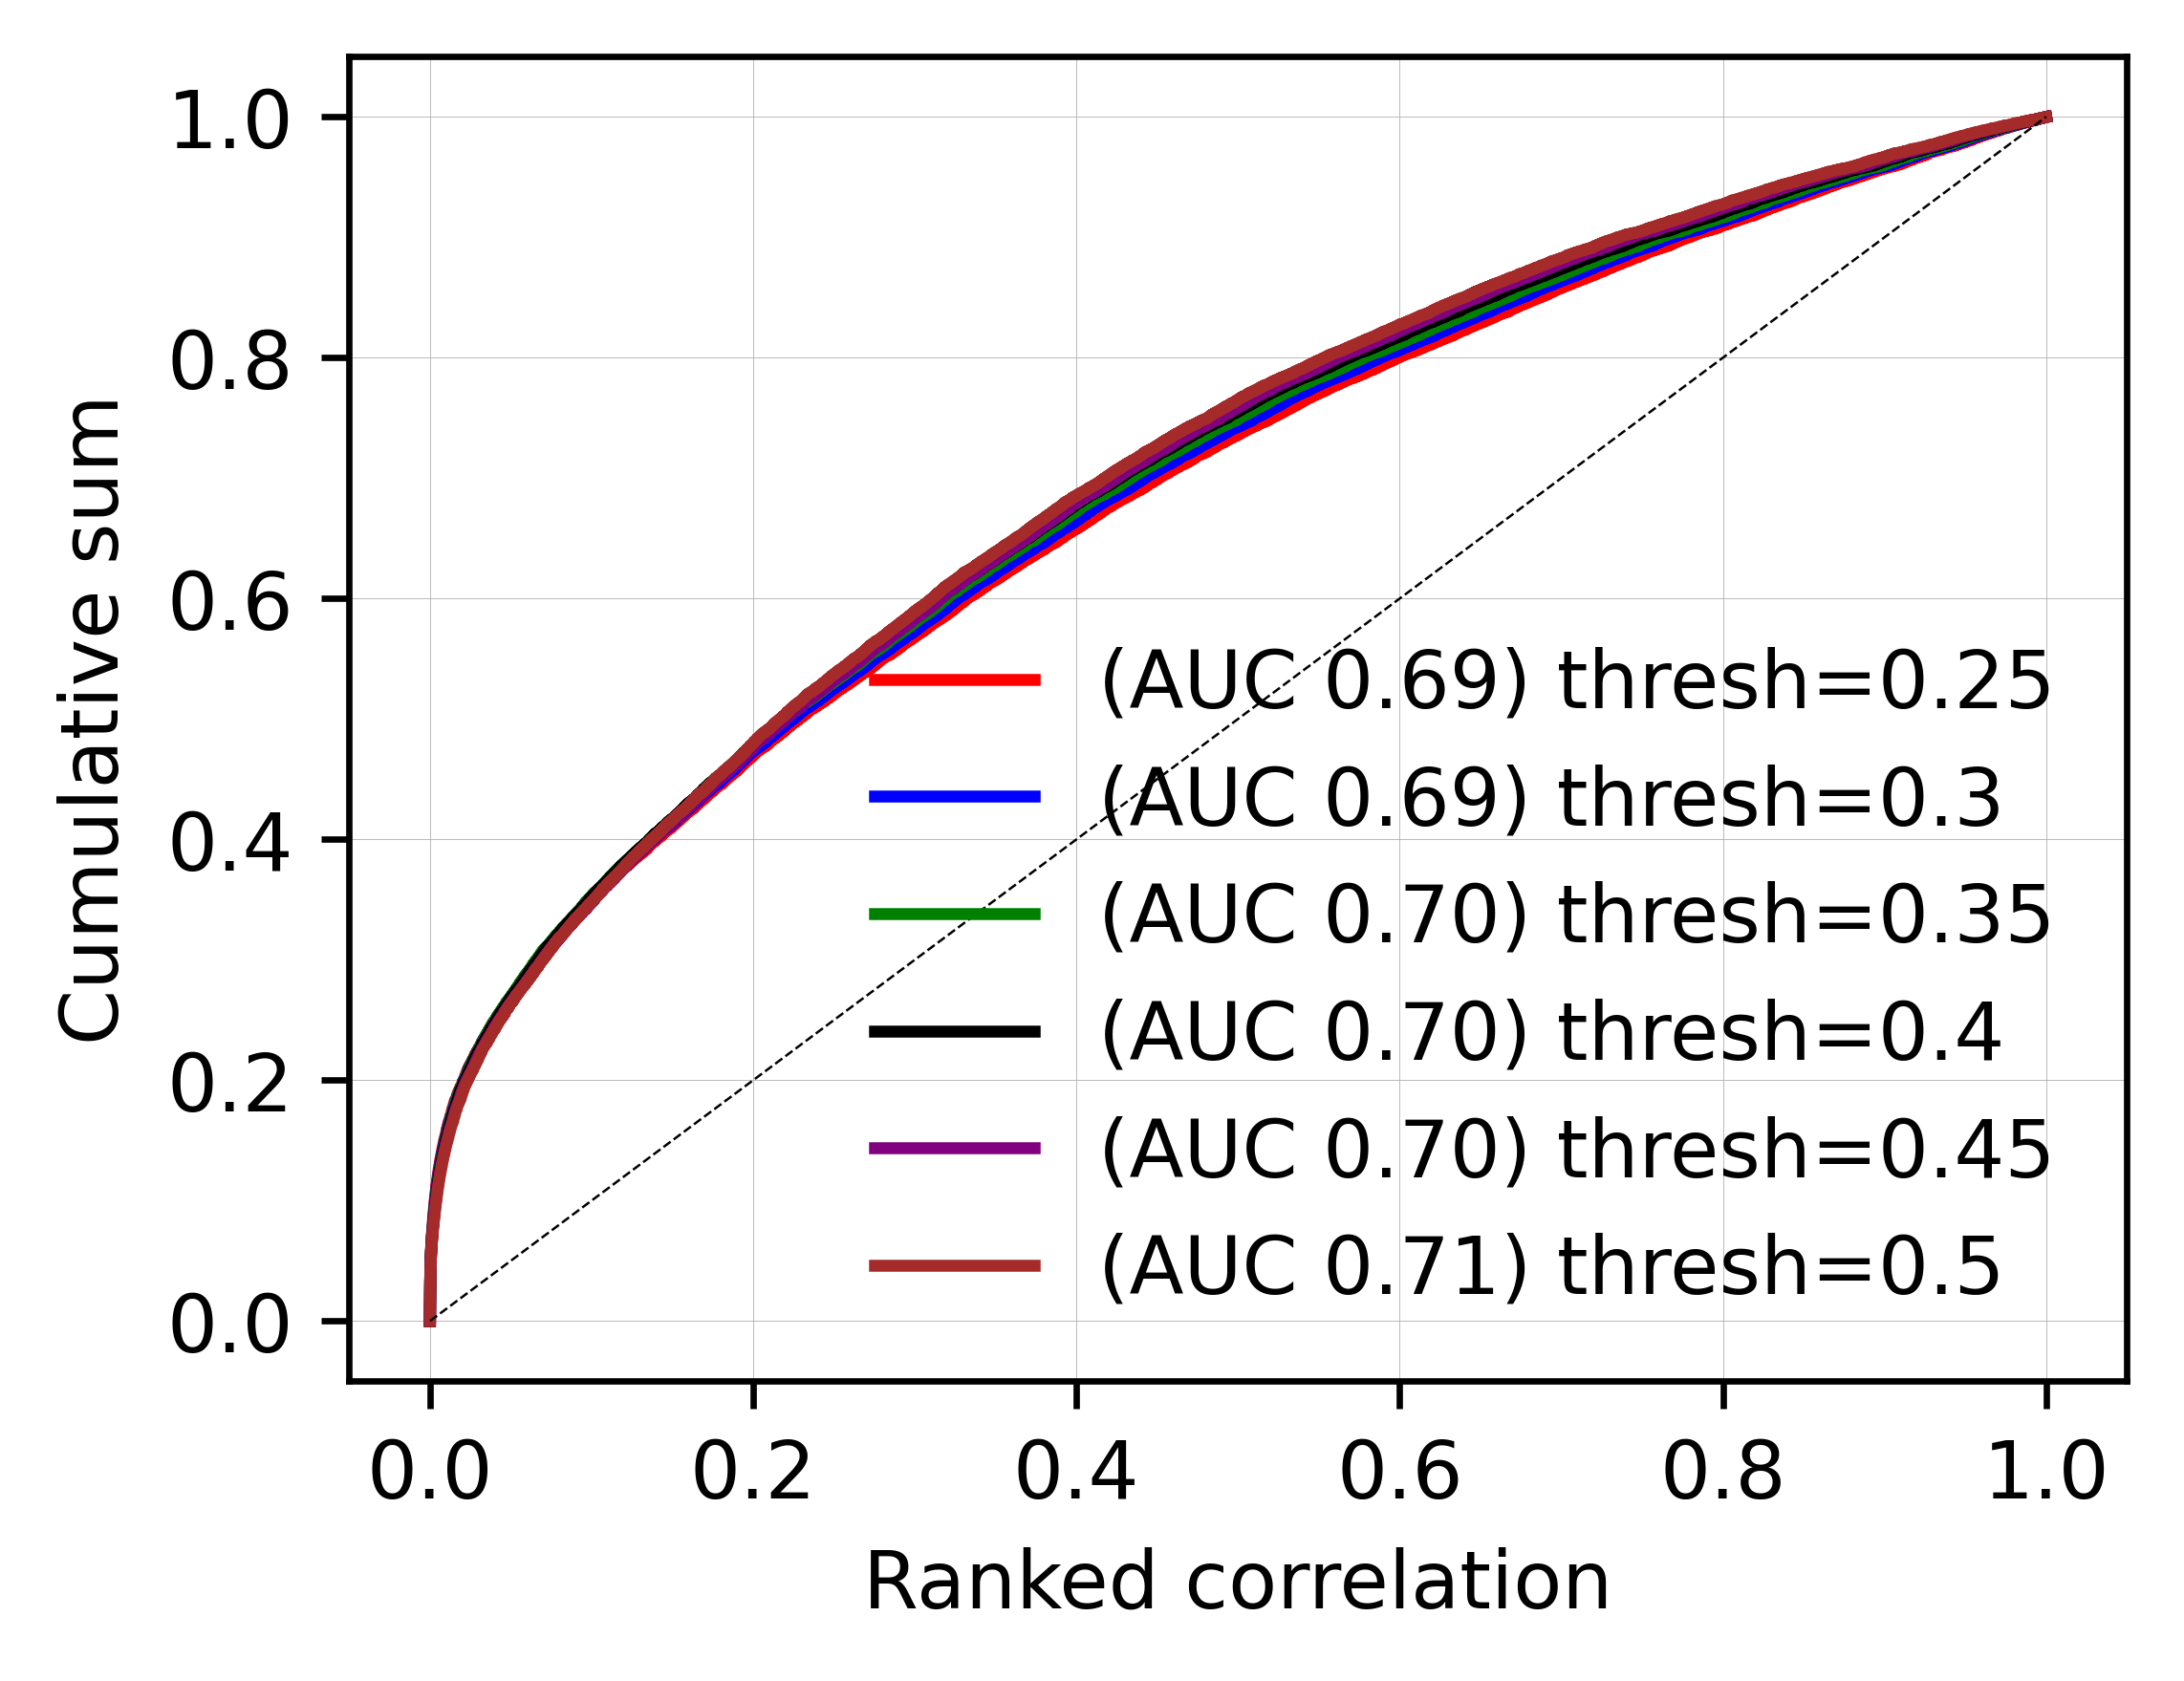 1.0
0.8
0.6
0.4
0.2
0.0
Cumulative sum
(AUC 0.69) thresh=0.25
(AUC 0.69) thresh=0.3
(AUC 0.70) thresh=0.35
(AUC 0.70) thresh=0.4
(AUC 0.70) thresh=0.45
(AUC 0.71) thresh=0.5
0.0 0.2 0.4 0.6 0.8 1.0
Ranked correlation